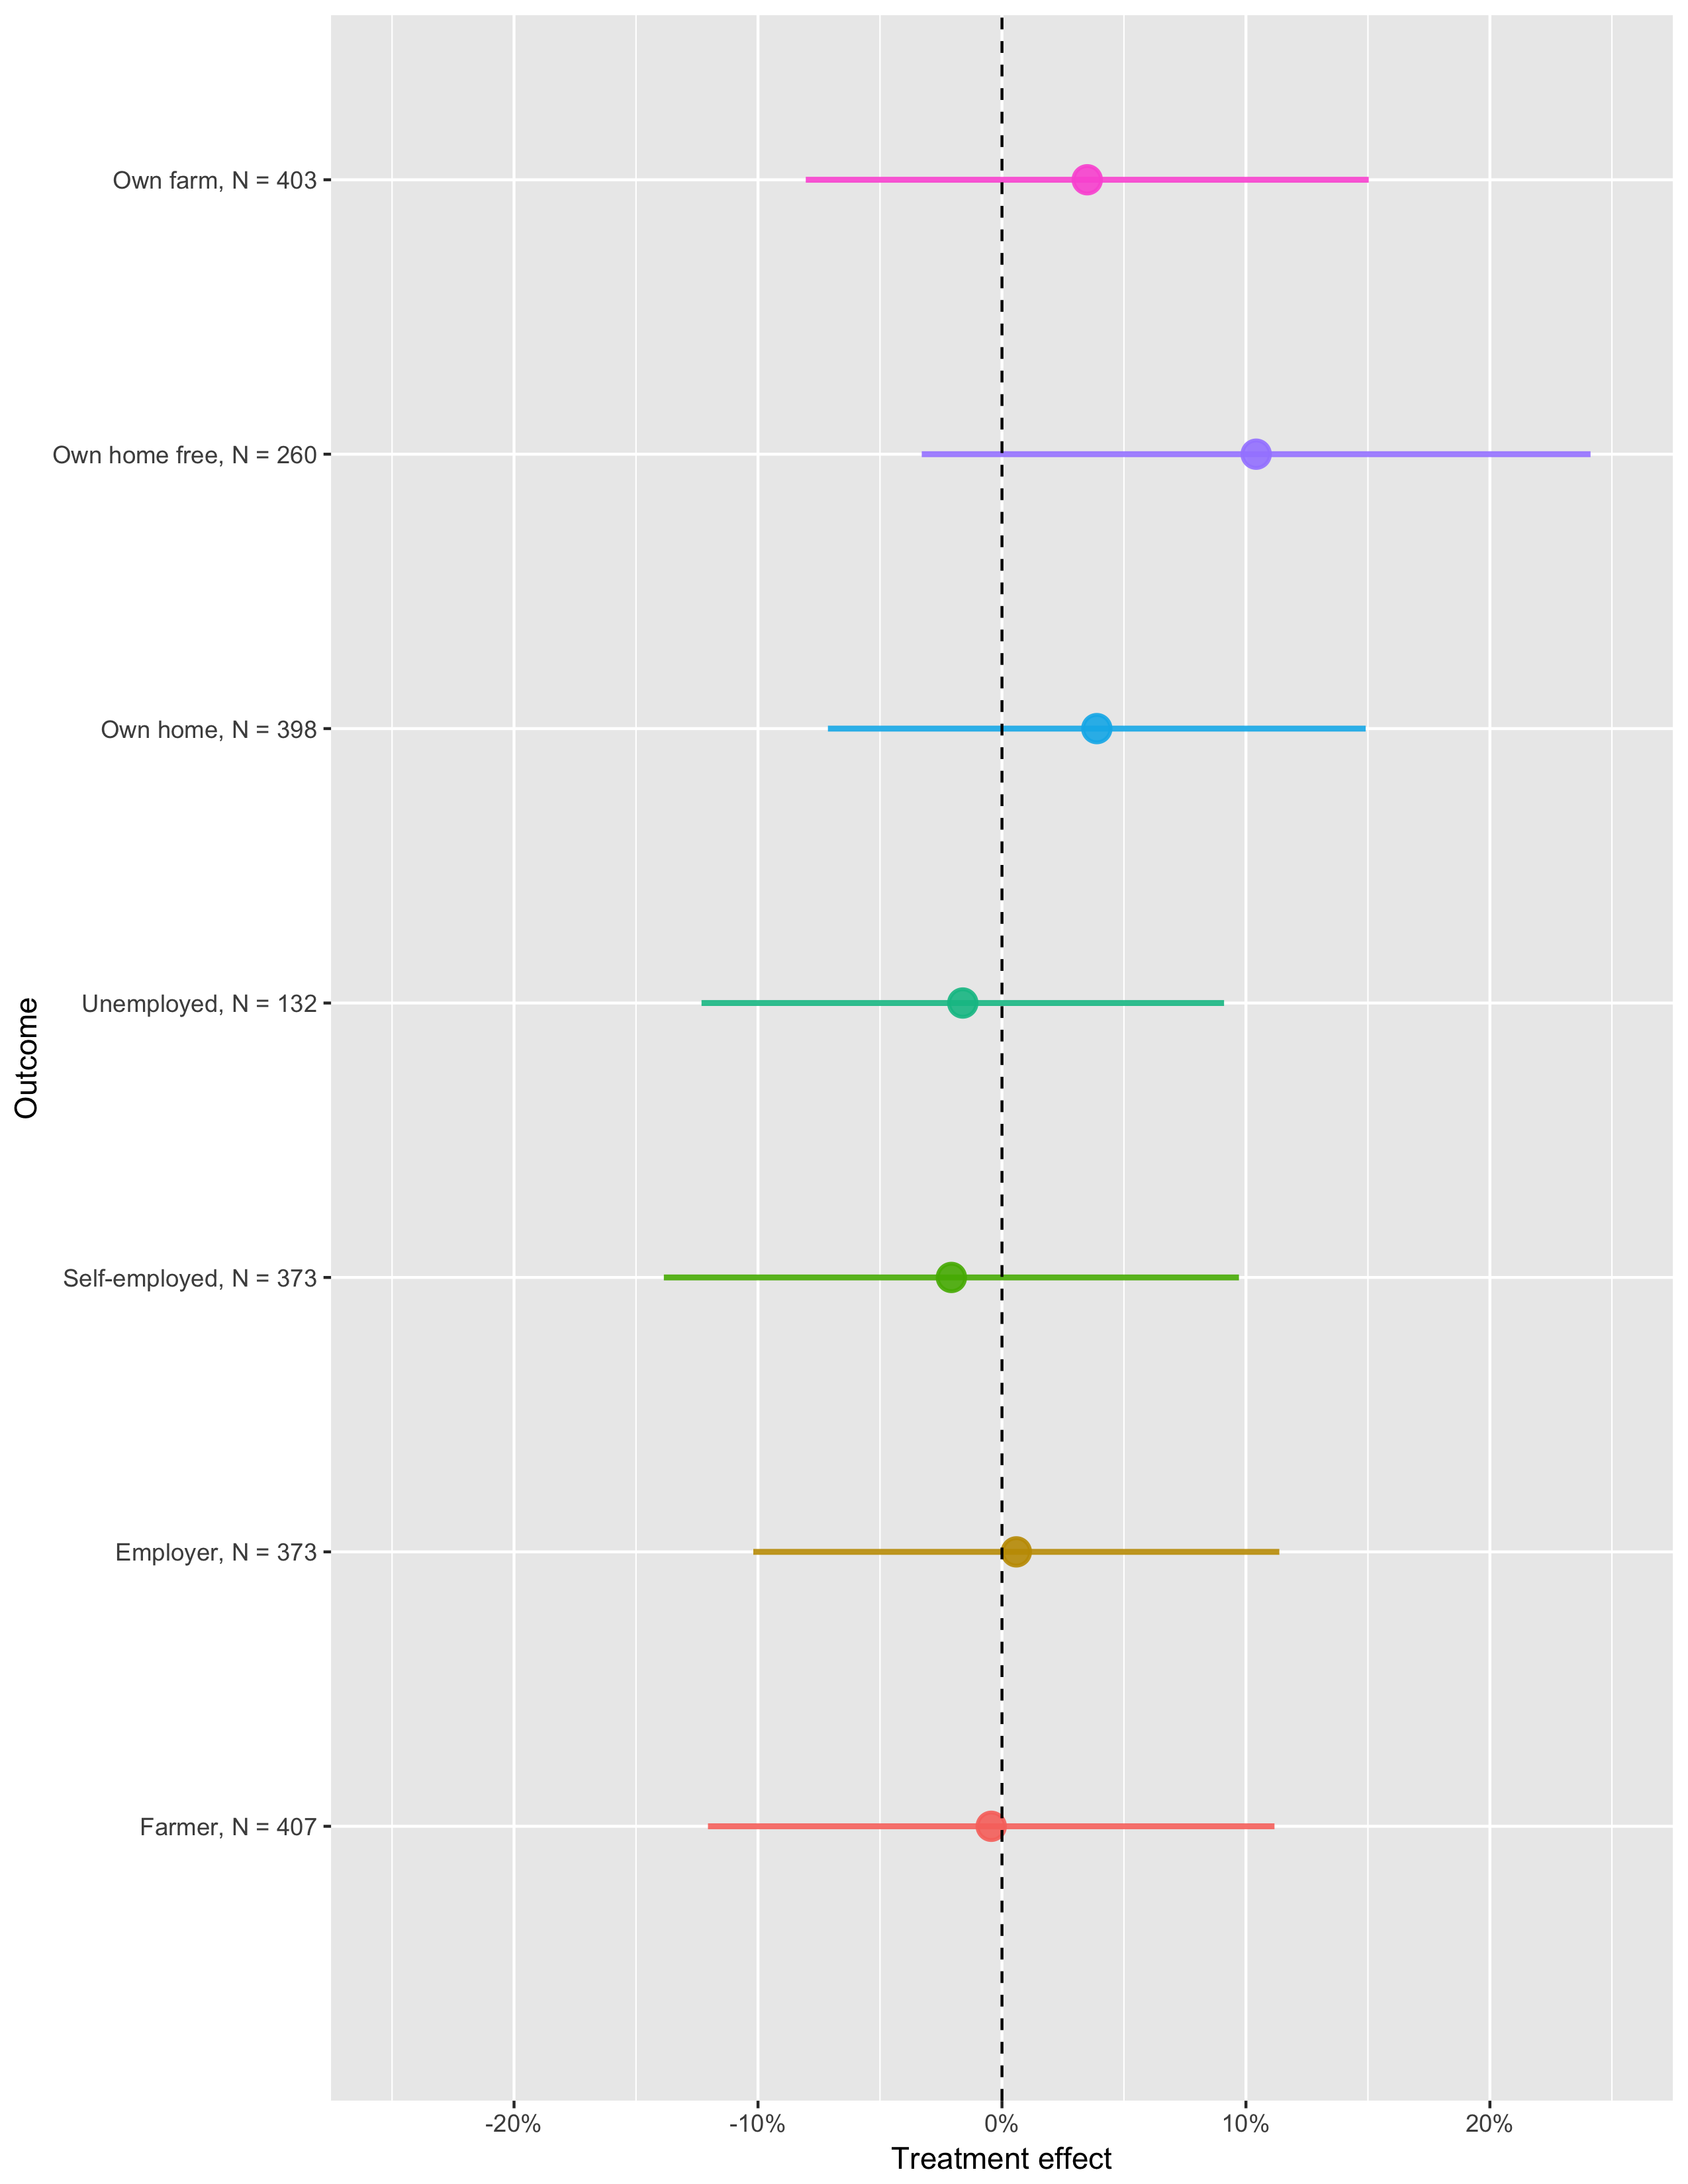 Own farm, N = 403
Own home free, N = 260
Own home, N = 398
Unemployed, N = 132
Self-employed, N = 373
Employer, N = 373
Farmer, N = 407
Outcome
-20% -10% 0% 10% 20%
Treatment effect